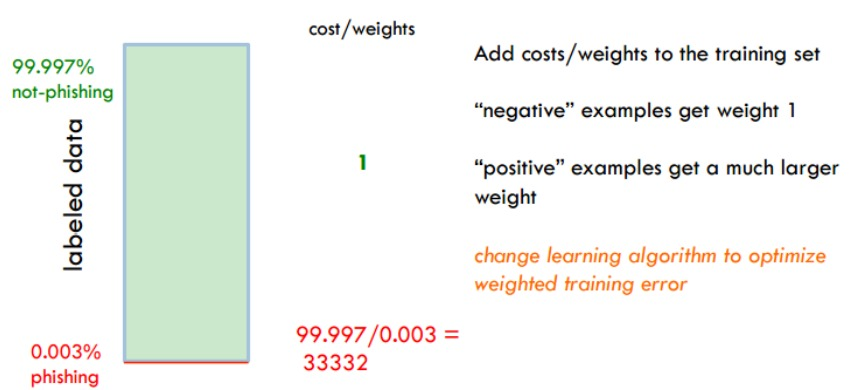 cost/weights
99.997%
not-phishing
labeled data
1
0.003%
phishing
99.997/0.003 =
33332
Add costs/weights to the training set
“negative” examples get weight 1
“positive” examples get a much larger
weight
change learning algorithm to optimize
weighted training error